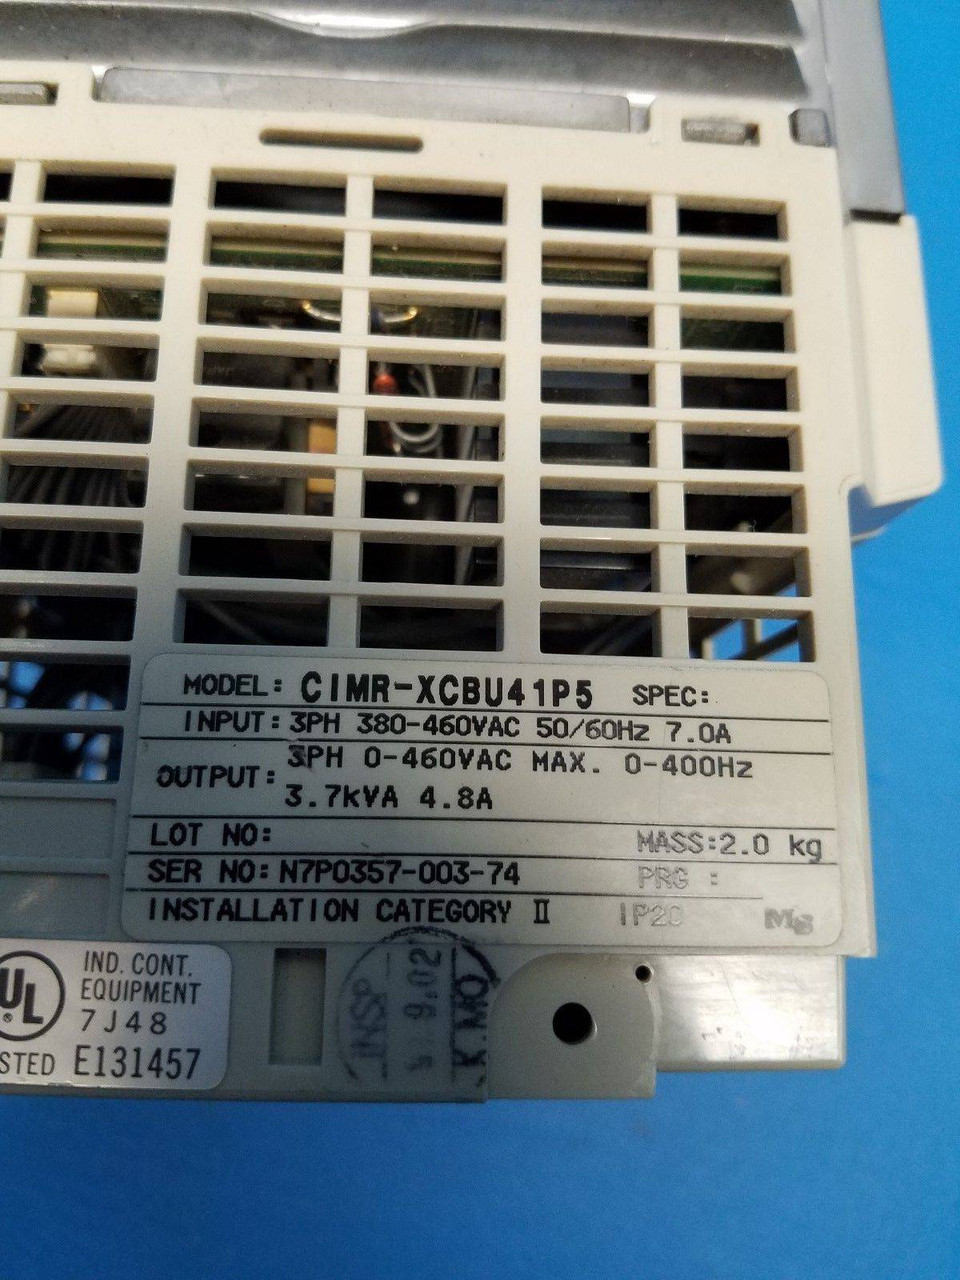 MODEL: CIMR-XCBU41P5 SPEC:
INPUT: 3PH 380-460VAC 50/60Hz 7.0A
OUTPUT: 3PH 0-460VAC MAX. 0-400Hz
3.7kVA 4.8A
LOT NO: MASS:2.0 kg
SER NO: N7P0357-003-74 PRG :
INSTALLATION CATEGORY II IP20
UL ®
STED
IND. CONT.
EQUIPMENT
7J48
E131457
INSP
9.02
K.MO